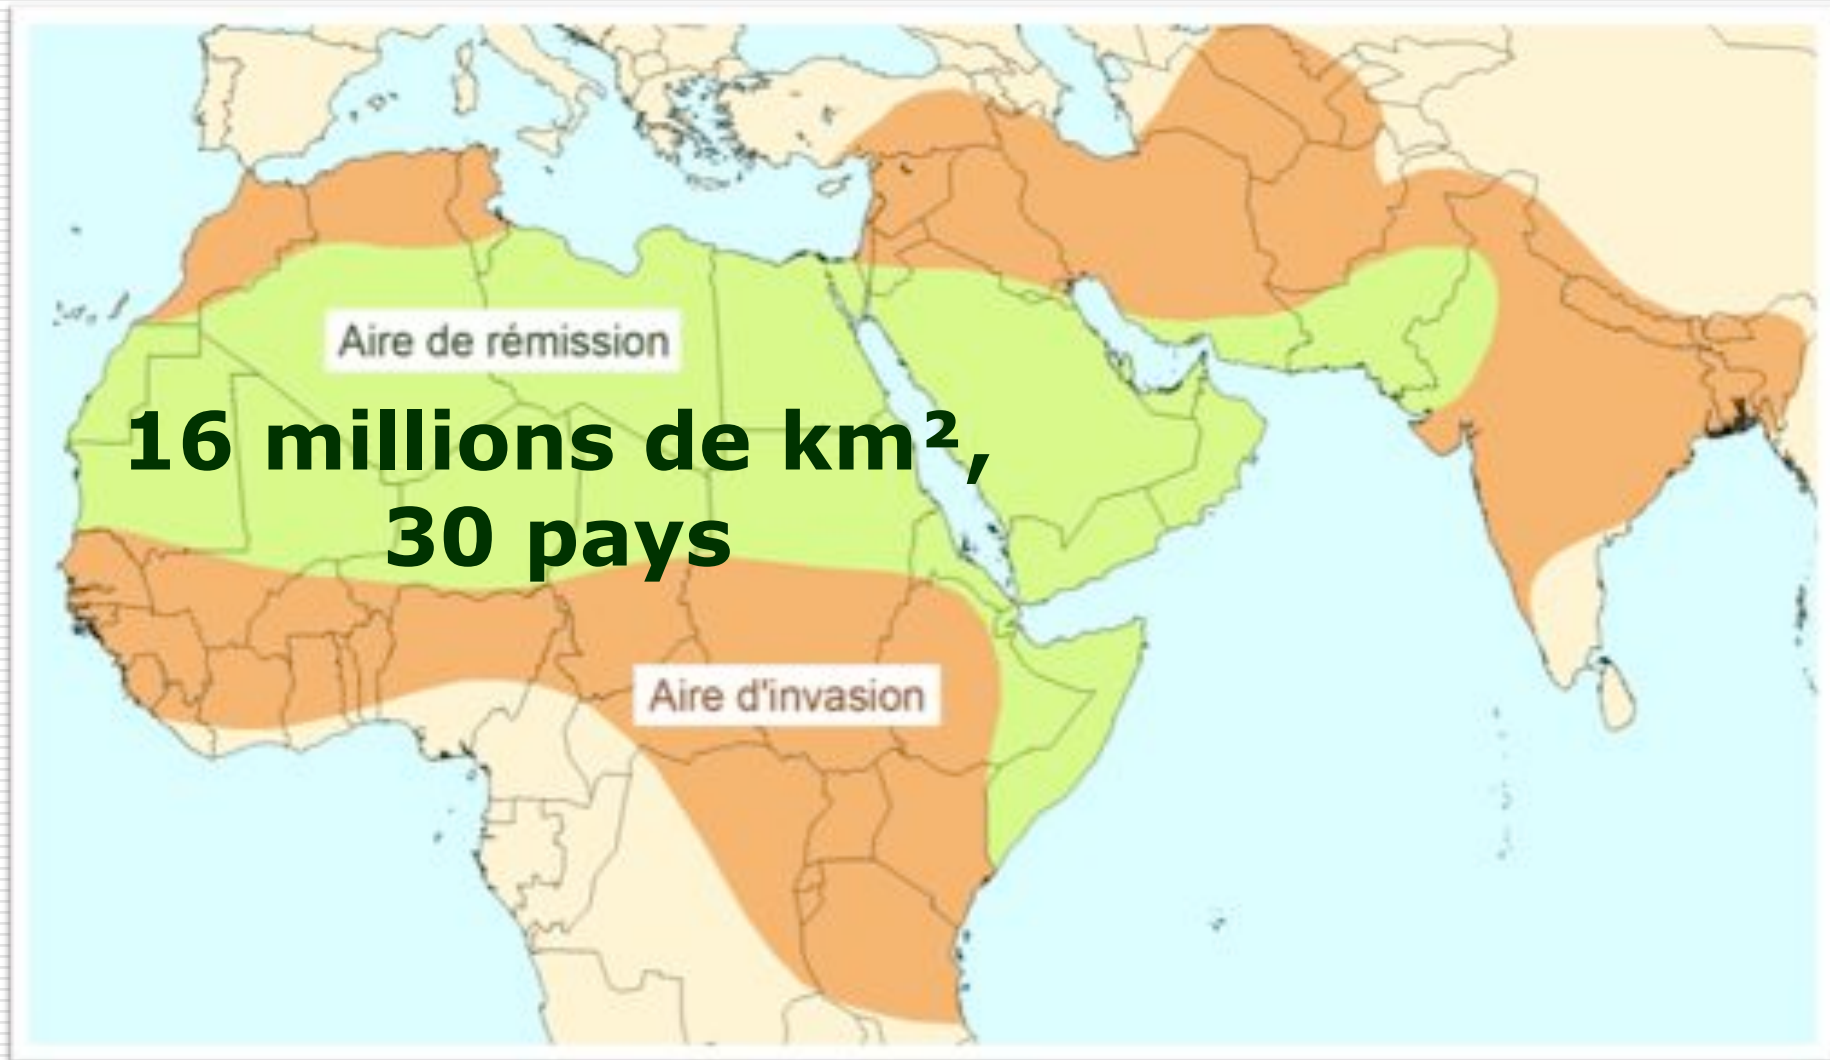 Aire de rémission
16 millions de km²,
30 pays
Aire d'invasion